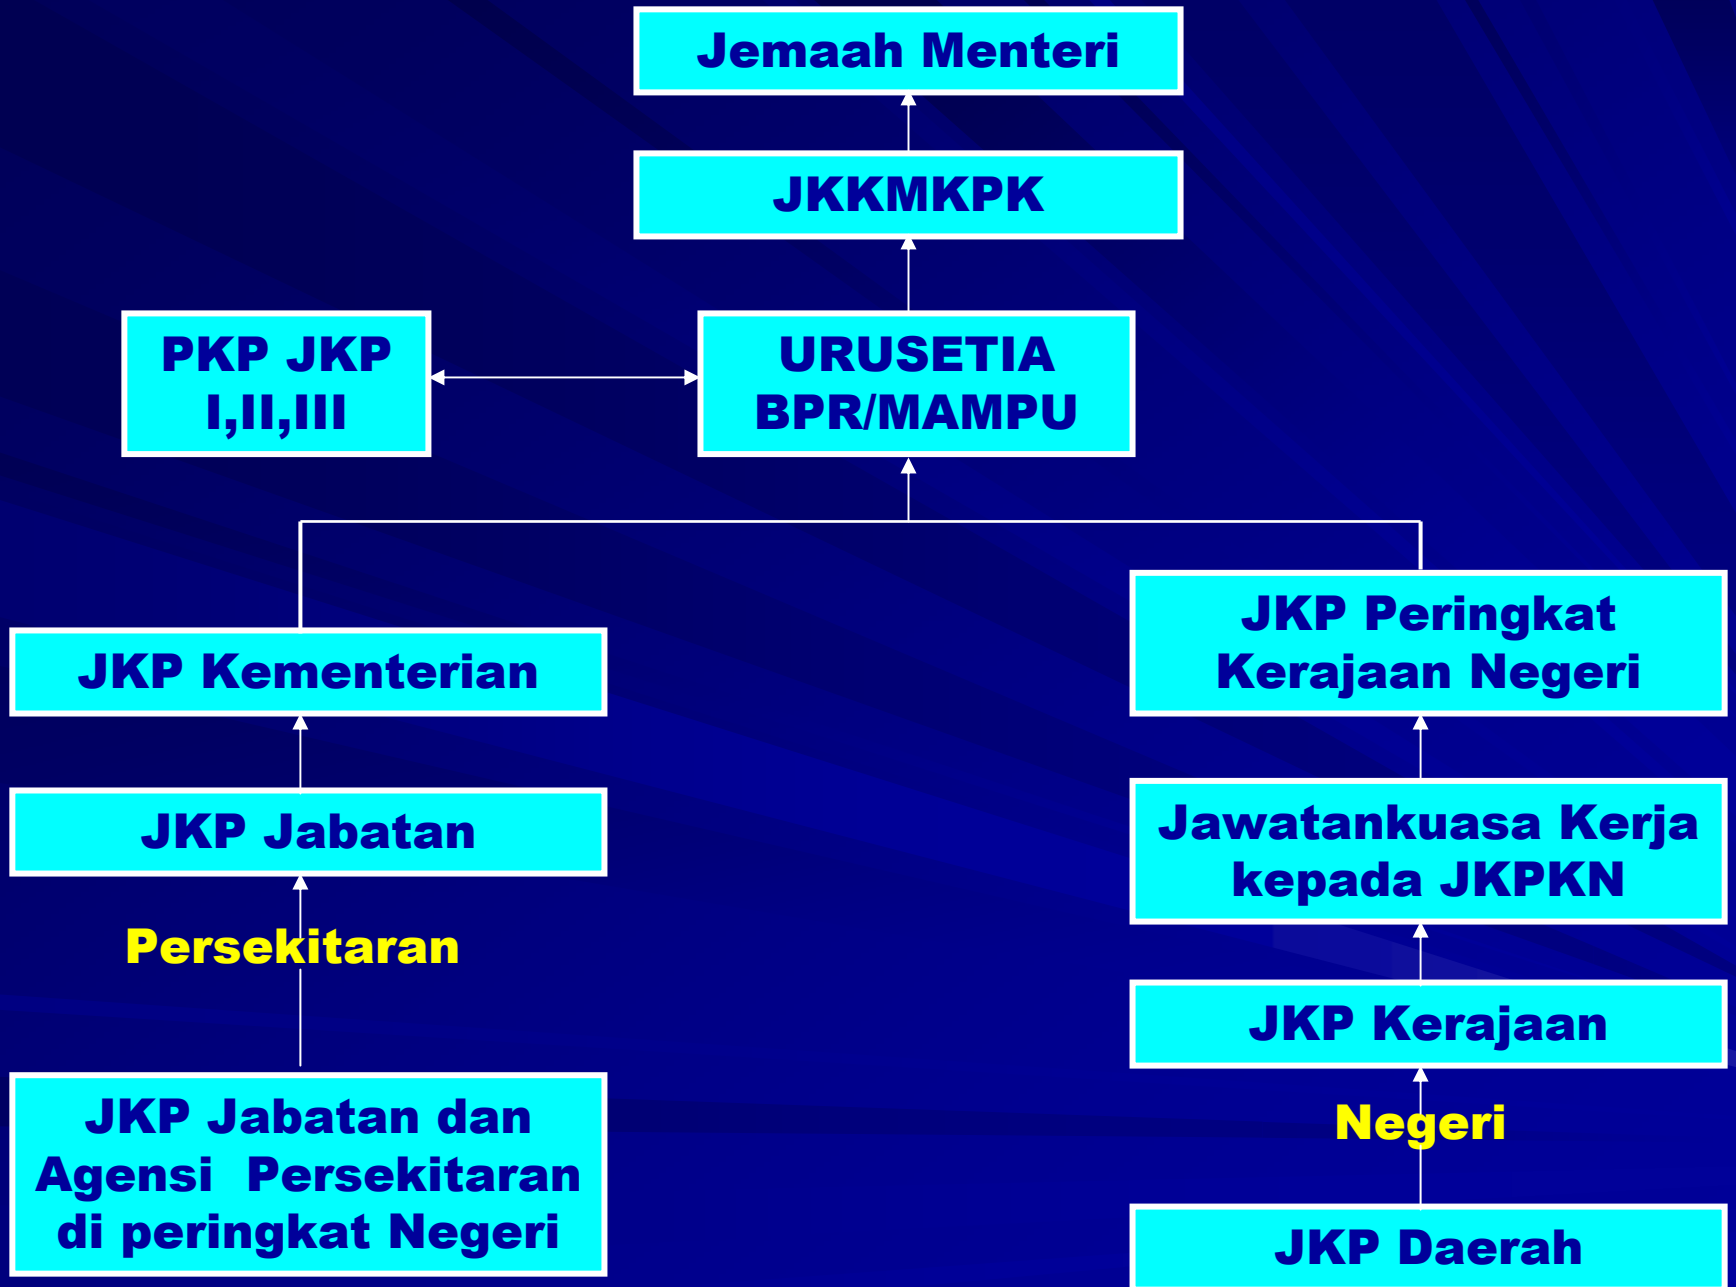 Jemaah Menteri
JKKMKPK
PKP JKP
I,II,III
URUSETIA
BPR/MAMPU
JKP Kementerian
JKP Jabatan
Persekitaran
JKP Jabatan dan
Agensi Persekitaran
di peringkat Negeri
JKP Peringkat
Kerajaan Negeri
Jawatankuasa Kerja
kepada JKPKN
JKP Kerajaan
Negeri
JKP Daerah